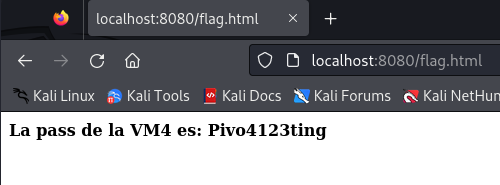 localhost:8080/flag.html
localhost:8080/flag.html
Kali Linux Kali Tools Kali Docs Kali Forums Kali NetHun
La pass de la VM4 es: Pivo4123ting